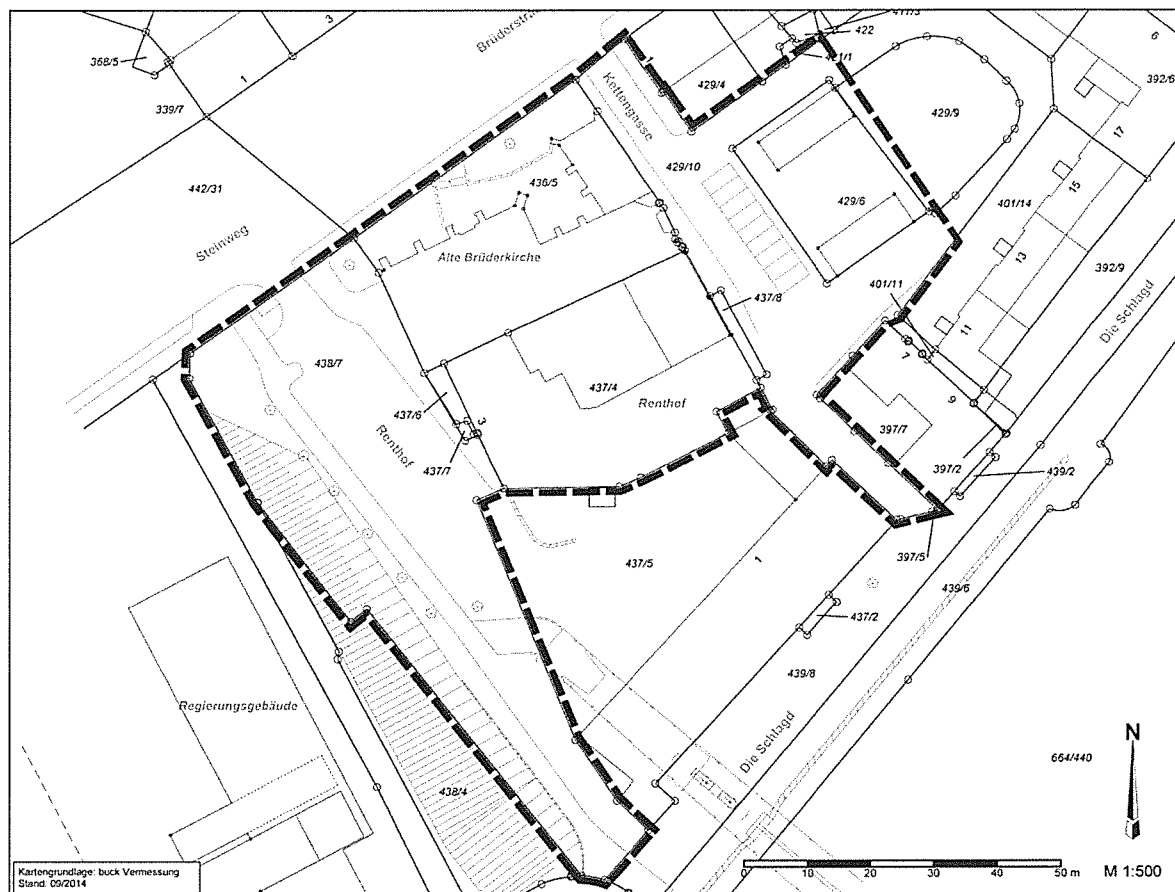 368/5
3
1
339/7
442/31
Steinweg
Brüderstra
Kettengasse
1
429/4
422
429/9
429/10
429/6
436/5
Alte Brüderkirche
437/8
401/11
401/14
392/6
6
17
15
13
11
392/9
Die Schlagd
438/7
437/6
437/4
3
437/7
Renthof
Renthof
7
9
397/7
397/2
439/2
397/5
439/6
437/5
1
437/2
439/8
Die Schlagd
Regierungsgebäude
438/4
664/440
N
0 10 20 30 40 50 m
M 1:500
Kartengrundlage: buck Vermessung
Stand: 09/2014